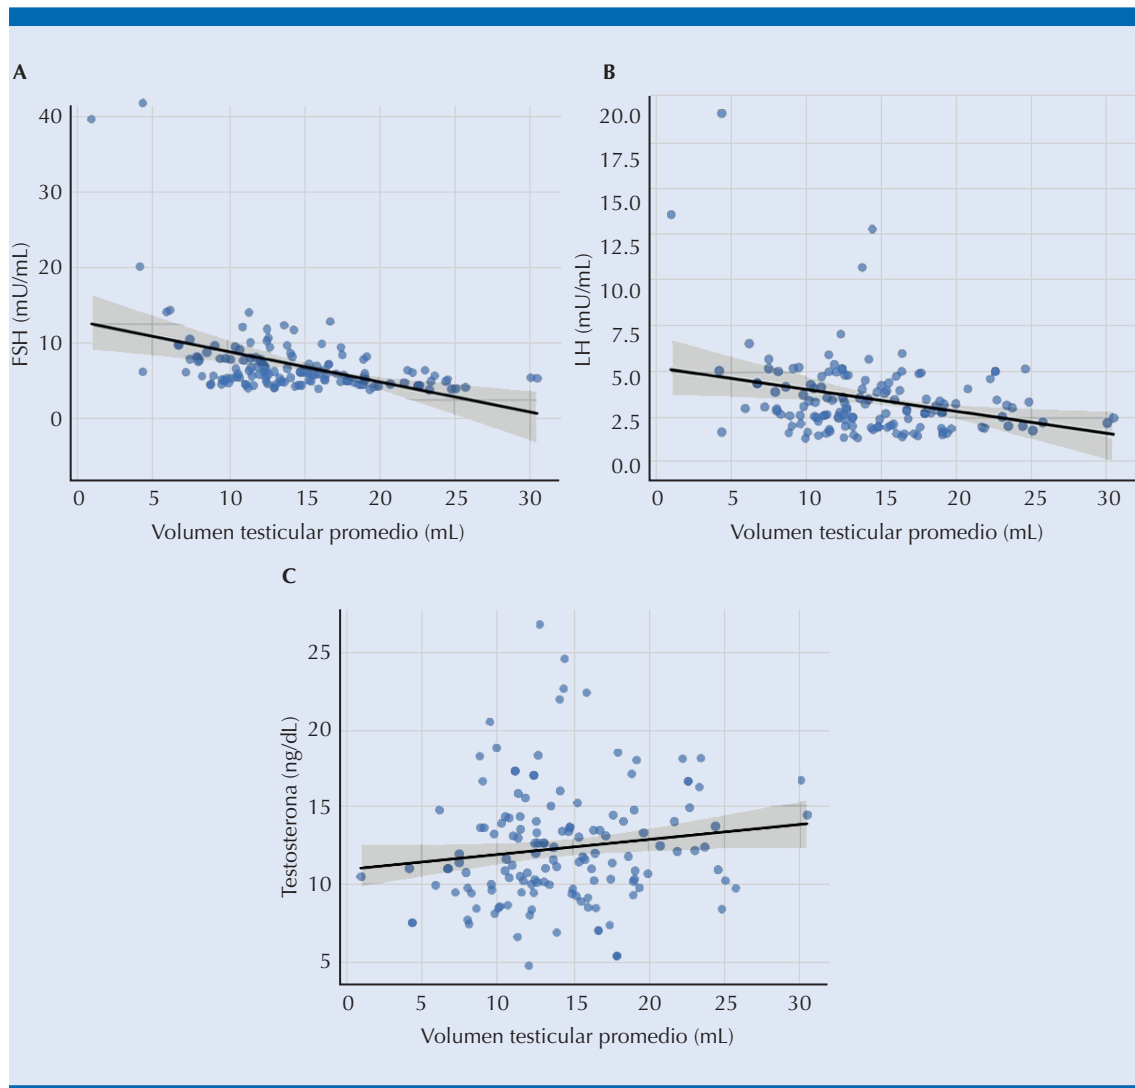 A
FSH (mU/mL)
40
30
20
10
0
0 5 10 15 20 25 30
Volumen testicular promedio (mL)
B
LH (mU/mL)
20.0
17.5
15.0
12.5
10.0
7.5
5.0
2.5
0.0
0 5 10 15 20 25 30
Volumen testicular promedio (mL)
C
Testosterona (ng/dL)
25
20
15
10
5
0 5 10 15 20 25 30
Volumen testicular promedio (mL)